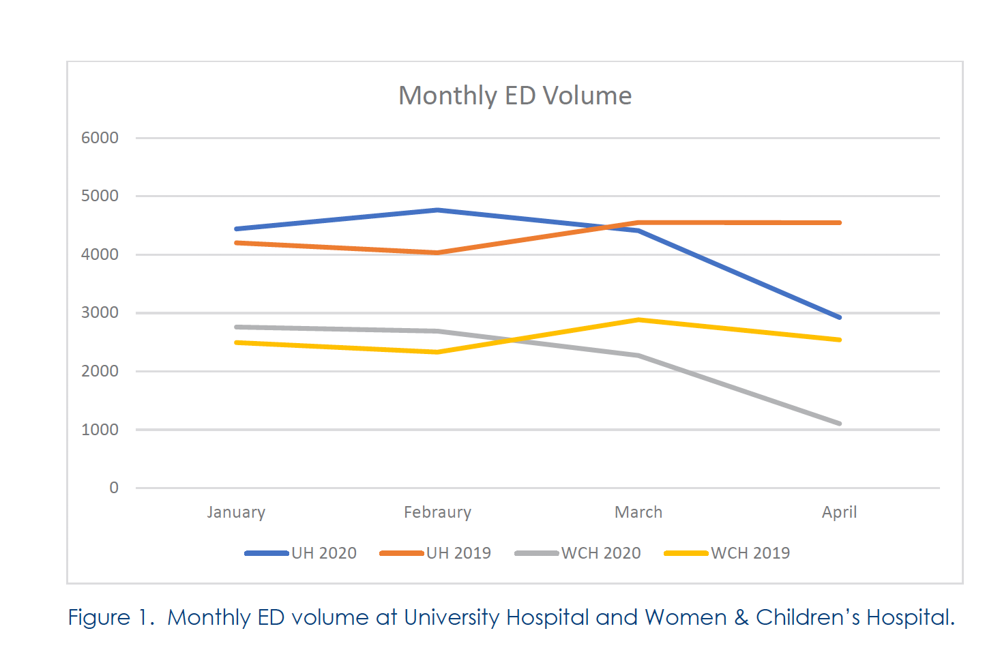 Monthly ED Volume
6000
5000
4000
3000
2000
1000
0
January Febraury March April
UH 2020 UH 2019 WCH 2020 WCH 2019
Figure 1. Monthly ED volume at University Hospital and Women & Children’s Hospital.